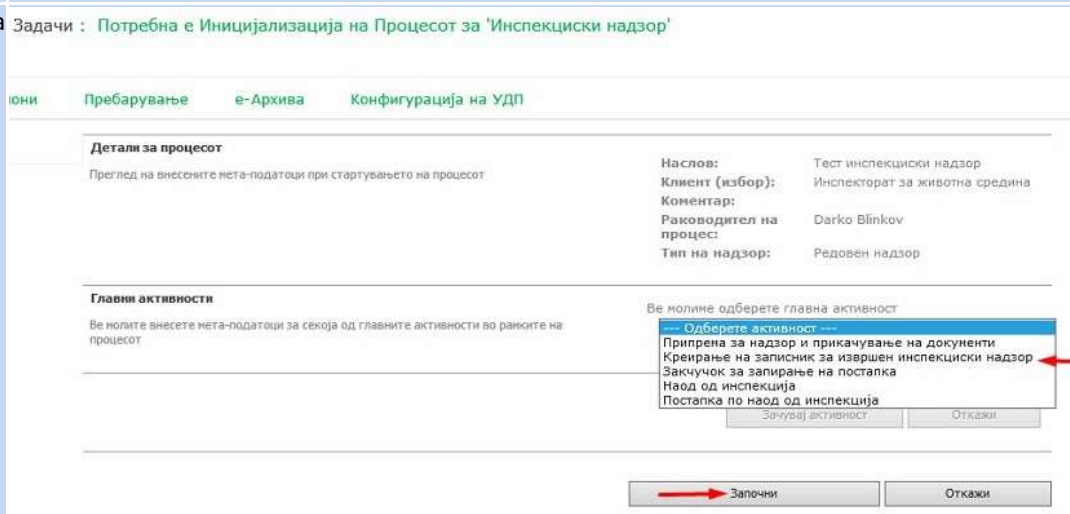 а Задачи : Потребна е Иницијализација на Процесот за 'Инспекциски надзор'
иони Пребарување е-Архива Конфигурација на УДП
Детали за процесот
Преглед на внесените мета-податоци при стартувањето на процесот
Наслов: Тест инспекциски надзор
Клиент (избор): Инспекторат за животна средина
Коментар:
Раководител на процес: Darko Blinkov
Тип на надзор: Редовен надзор
Главни активности
Ве молите внесете мета-податоци за секоја од главните активности во рамките на
процесот
Ве молиме одберете главна активност
--- Одберете активност ---
Припрема за надзор и прикачување на документи
Креирање на записник за извршен инспекциски надзор
Закчучок за запирање на постапка
Наод од инспекција
Постапка по наод од инспекција
Зачувај активност Откажи
Започни Откажи